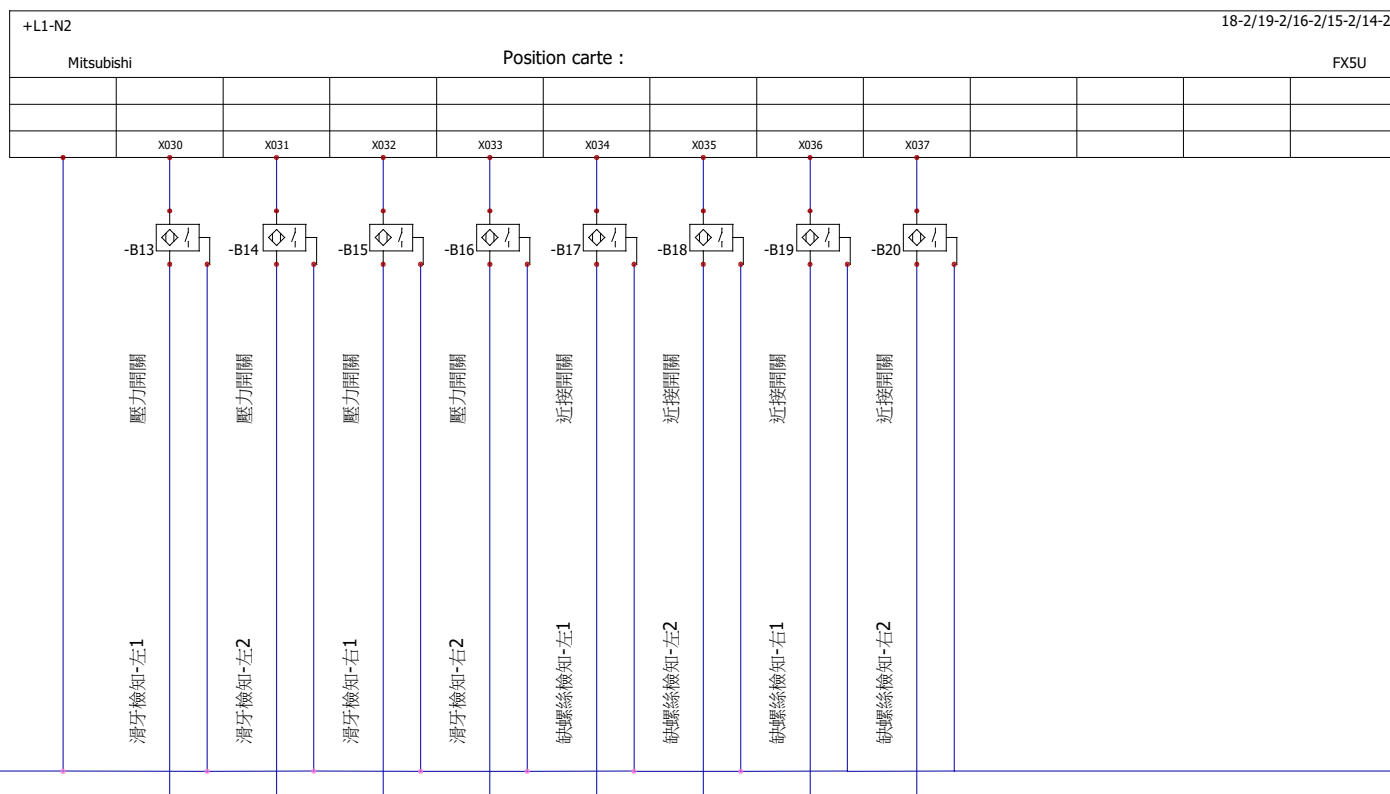 +L1-N2
18-2/19-2/16-2/15-2/14-2
Mitsubishi
Position carte :
FX5U
X030
X031
X032
X033
X034
X035
X036
X037
-B13
-B14
-B15
-B16
-B17
-B18
-B19
-B20
壓力開關
壓力開關
壓力開關
壓力開關
近接開關
近接開關
近接開關
近接開關
滑牙檢知-左1
滑牙檢知-左2
滑牙檢知-右1
滑牙檢知-右2
缺螺絲檢知-左1
缺螺絲檢知-左2
缺螺絲檢知-右1
缺螺絲檢知-右2